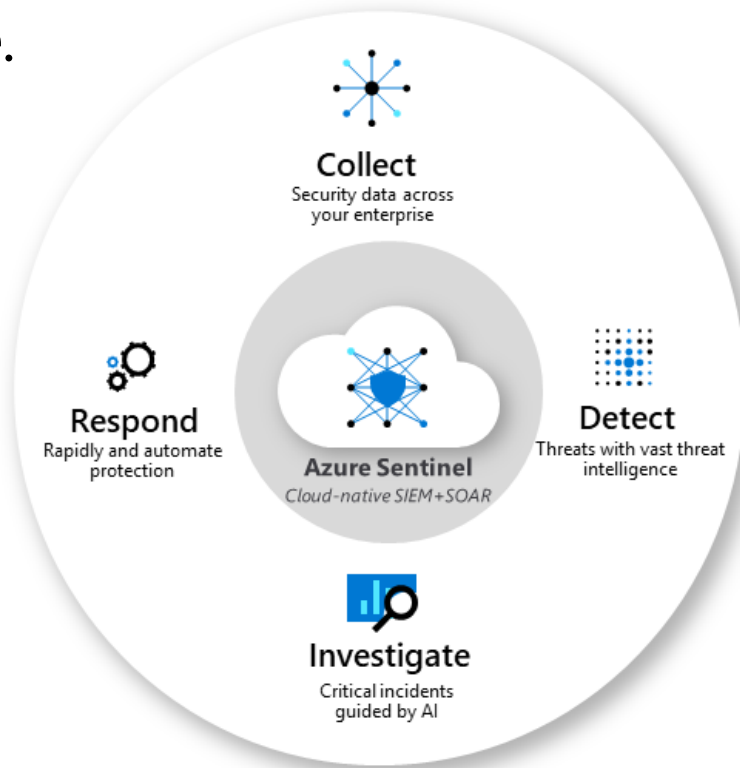 .
Collect
Security data across
your enterprise
Respond
Rapidly and automate
protection
Azure Sentinel
Cloud-native SIEM+SOAR
Detect
Threats with vast threat
intelligence
Investigate
Critical incidents
guided by AI